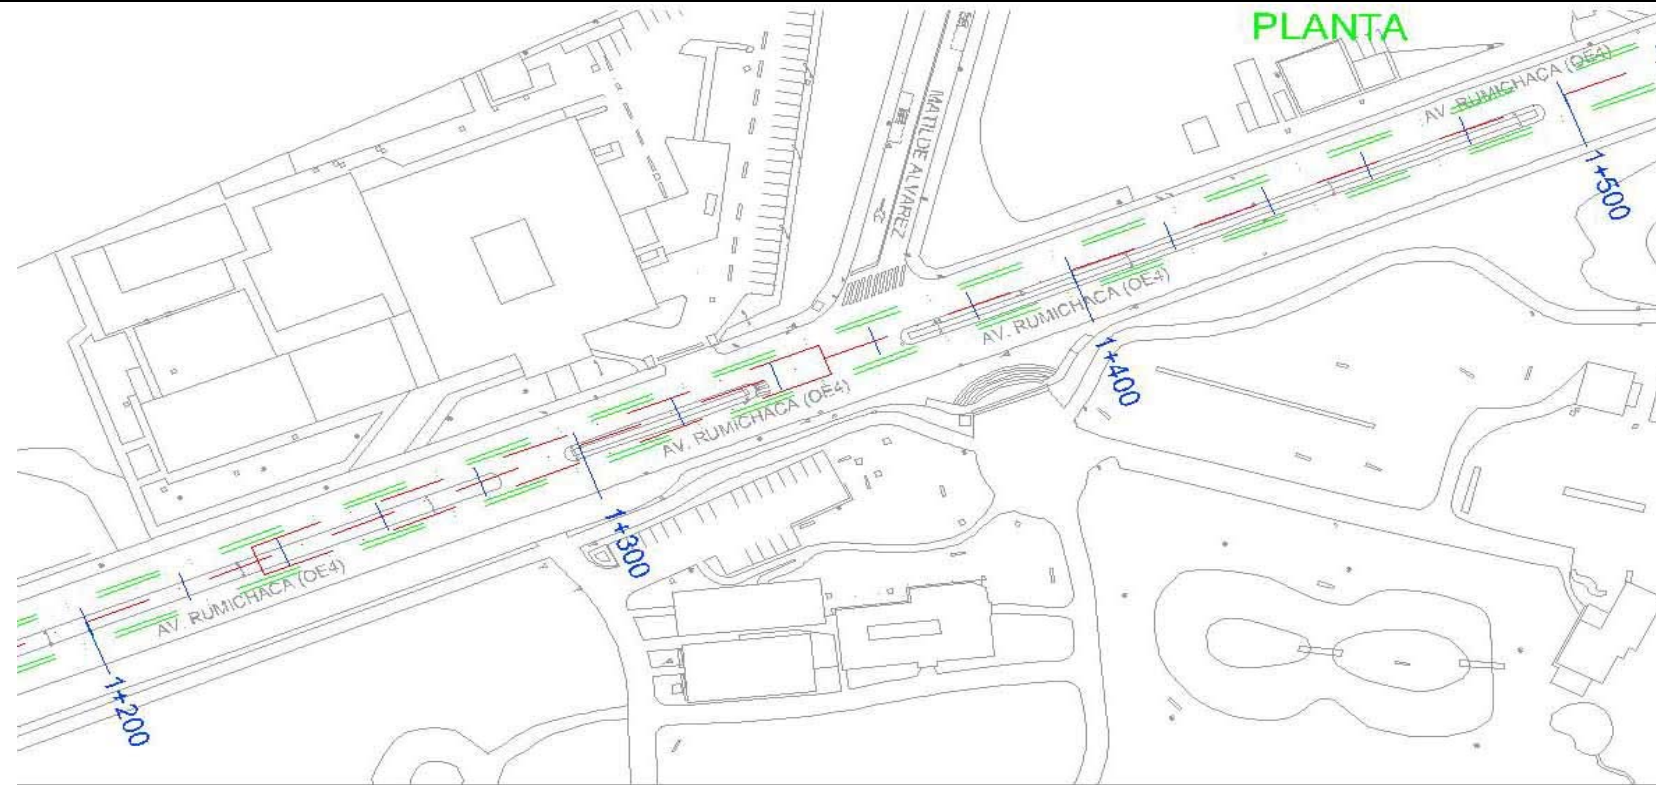 PLANTA
AV. RUMICHACA (OE4)
MATILDE ALVAREZ
1+500
AV. RUMICHACA (OE4)
1+400
AV. RUMICHACA (OE4)
1+300
AV. RUMICHACA (OE4)
1+200